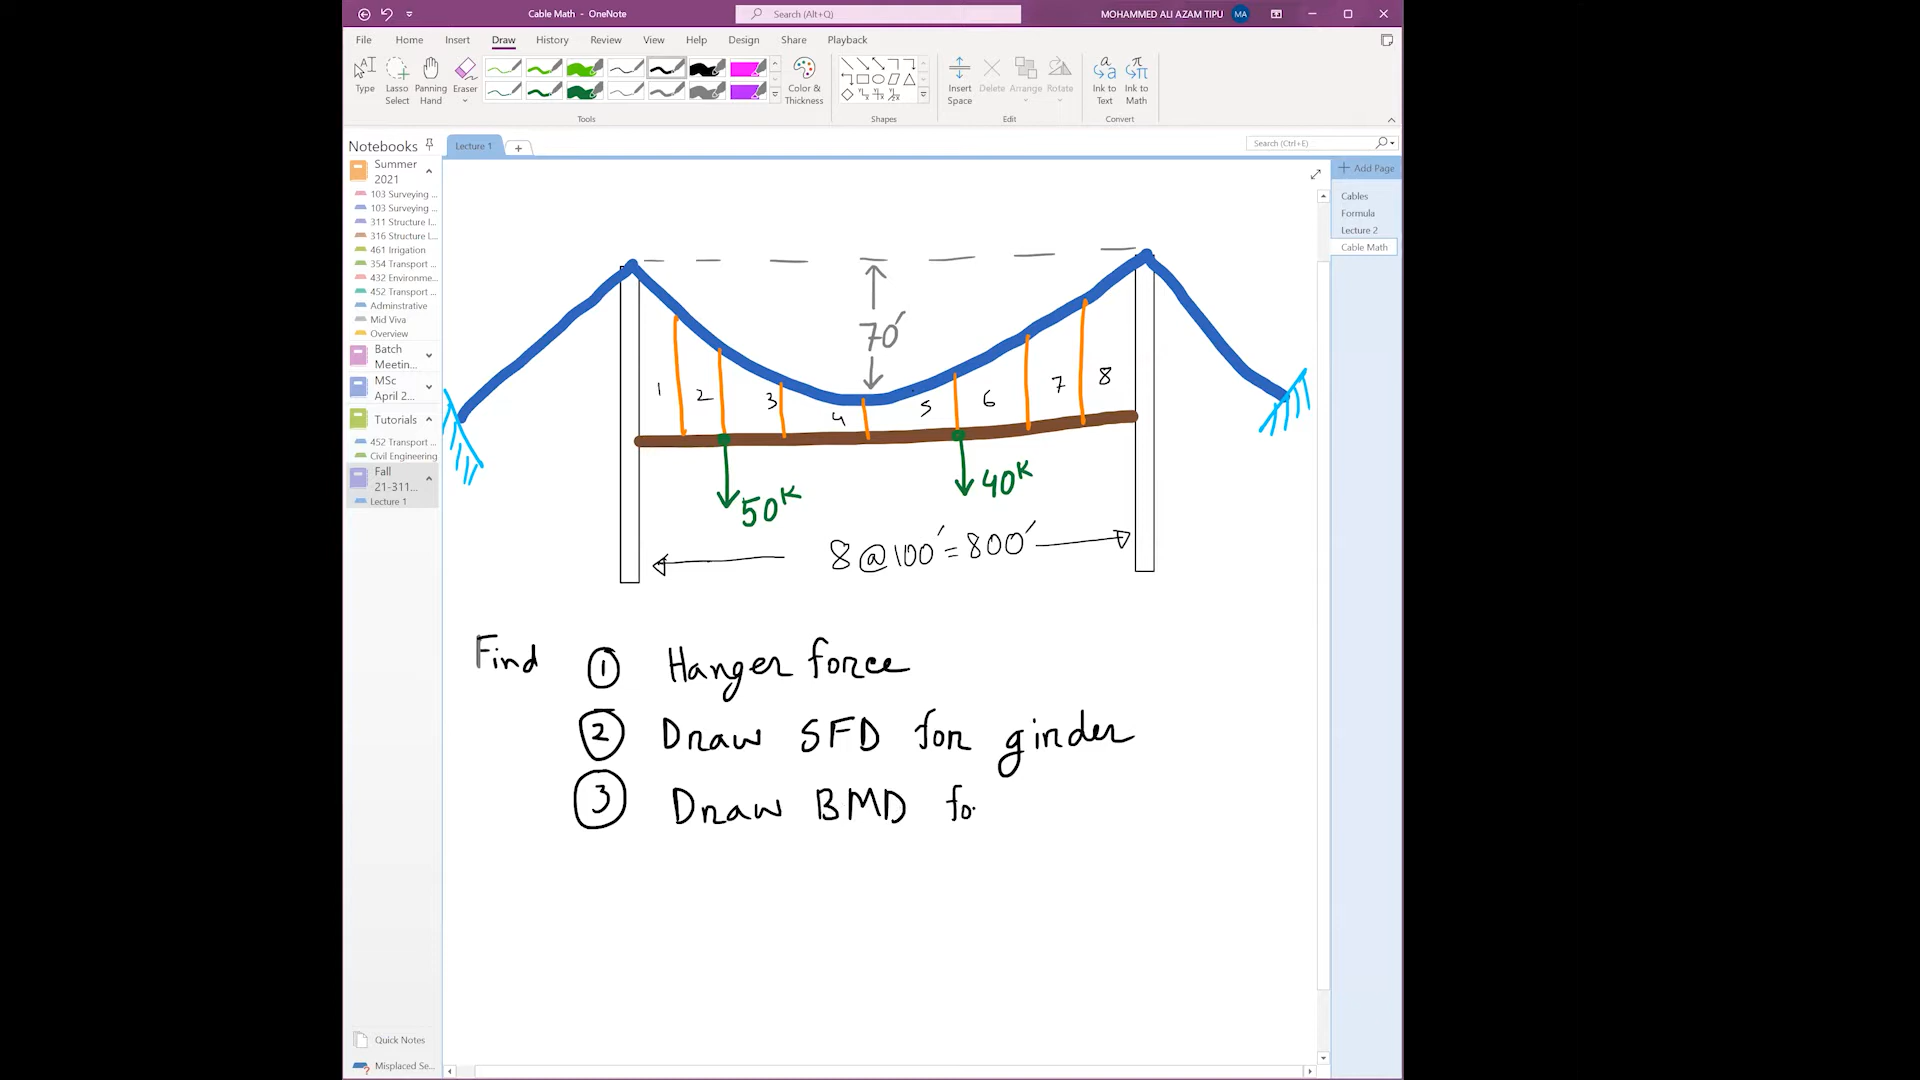 Cable Math - OneNote
Search (Alt+Q)
MOHAMMED ALI AZAM TIPU
MA
File Home Insert Draw History Review View Help Design Share Playback
Type
Lasso Select
Panning Hand
Eraser
Color & Thickness
Insert Space
Delete
Arrange
Rotate
Ink to Text
Ink to Math
Tools
Shapes
Edit
Convert
Notebooks
Lecture 1
Search (Ctrl+E)
Summer 2021
103 Surveying ...
103 Surveying ...
311 Structure I...
316 Structure L...
461 Irrigation
354 Transport ...
432 Environme...
452 Transport ...
Adminstrative
Mid Viva
Overview
Batch Meetin...
MSc April 2...
Tutorials
452 Transport ...
Civil Engineering
Fall 21-311...
Lecture 1
Quick Notes
Misplaced Se...
Add Page
Cables
Formula
Lecture 2
Cable Math
70'
1 2 3 4 5 6 7 8
50K
40K
8@100'=800'
Find 1 Hanger force
2 Draw SFD for girder
3 Draw BMD fo